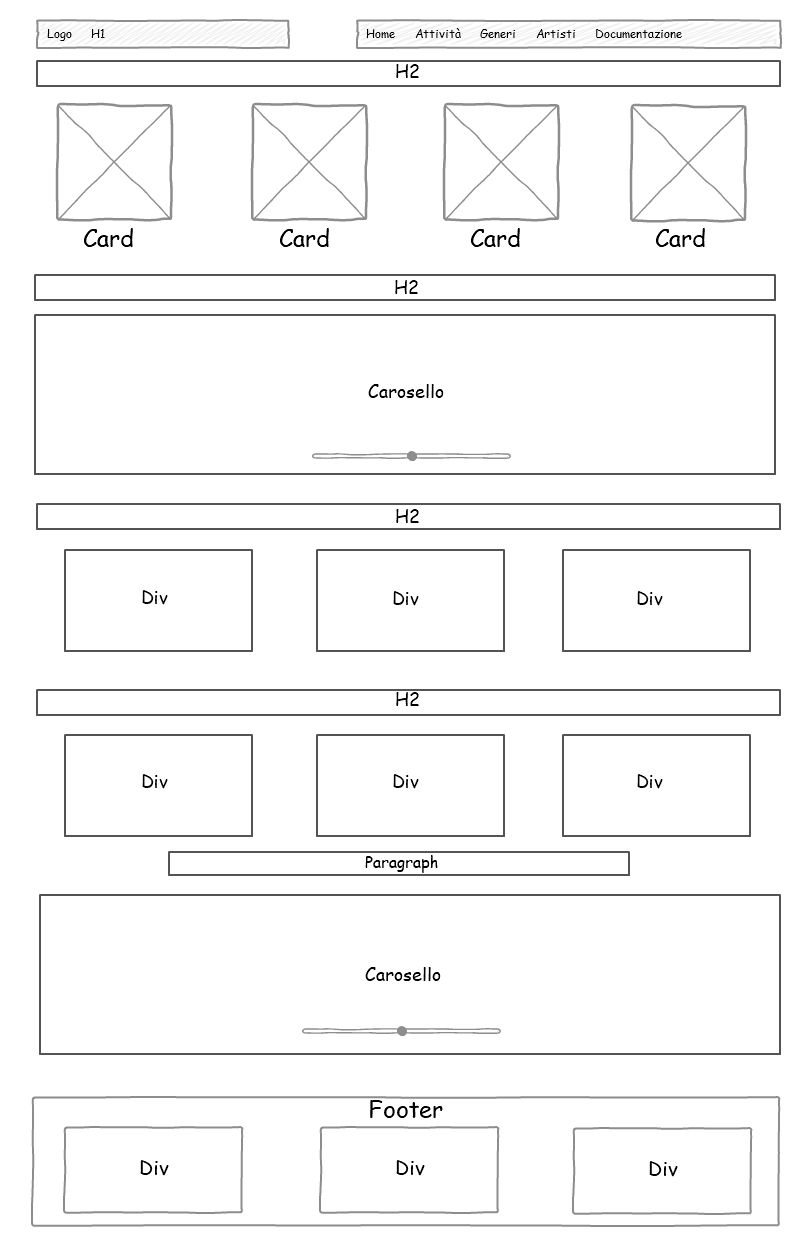 Logo H1
Home Attività Generi Artisti Documentazione
H2
Card Card Card Card
H2
Carosello
H2
Div Div Div
H2
Div Div Div
Paragraph
Carosello
Footer
Div Div Div